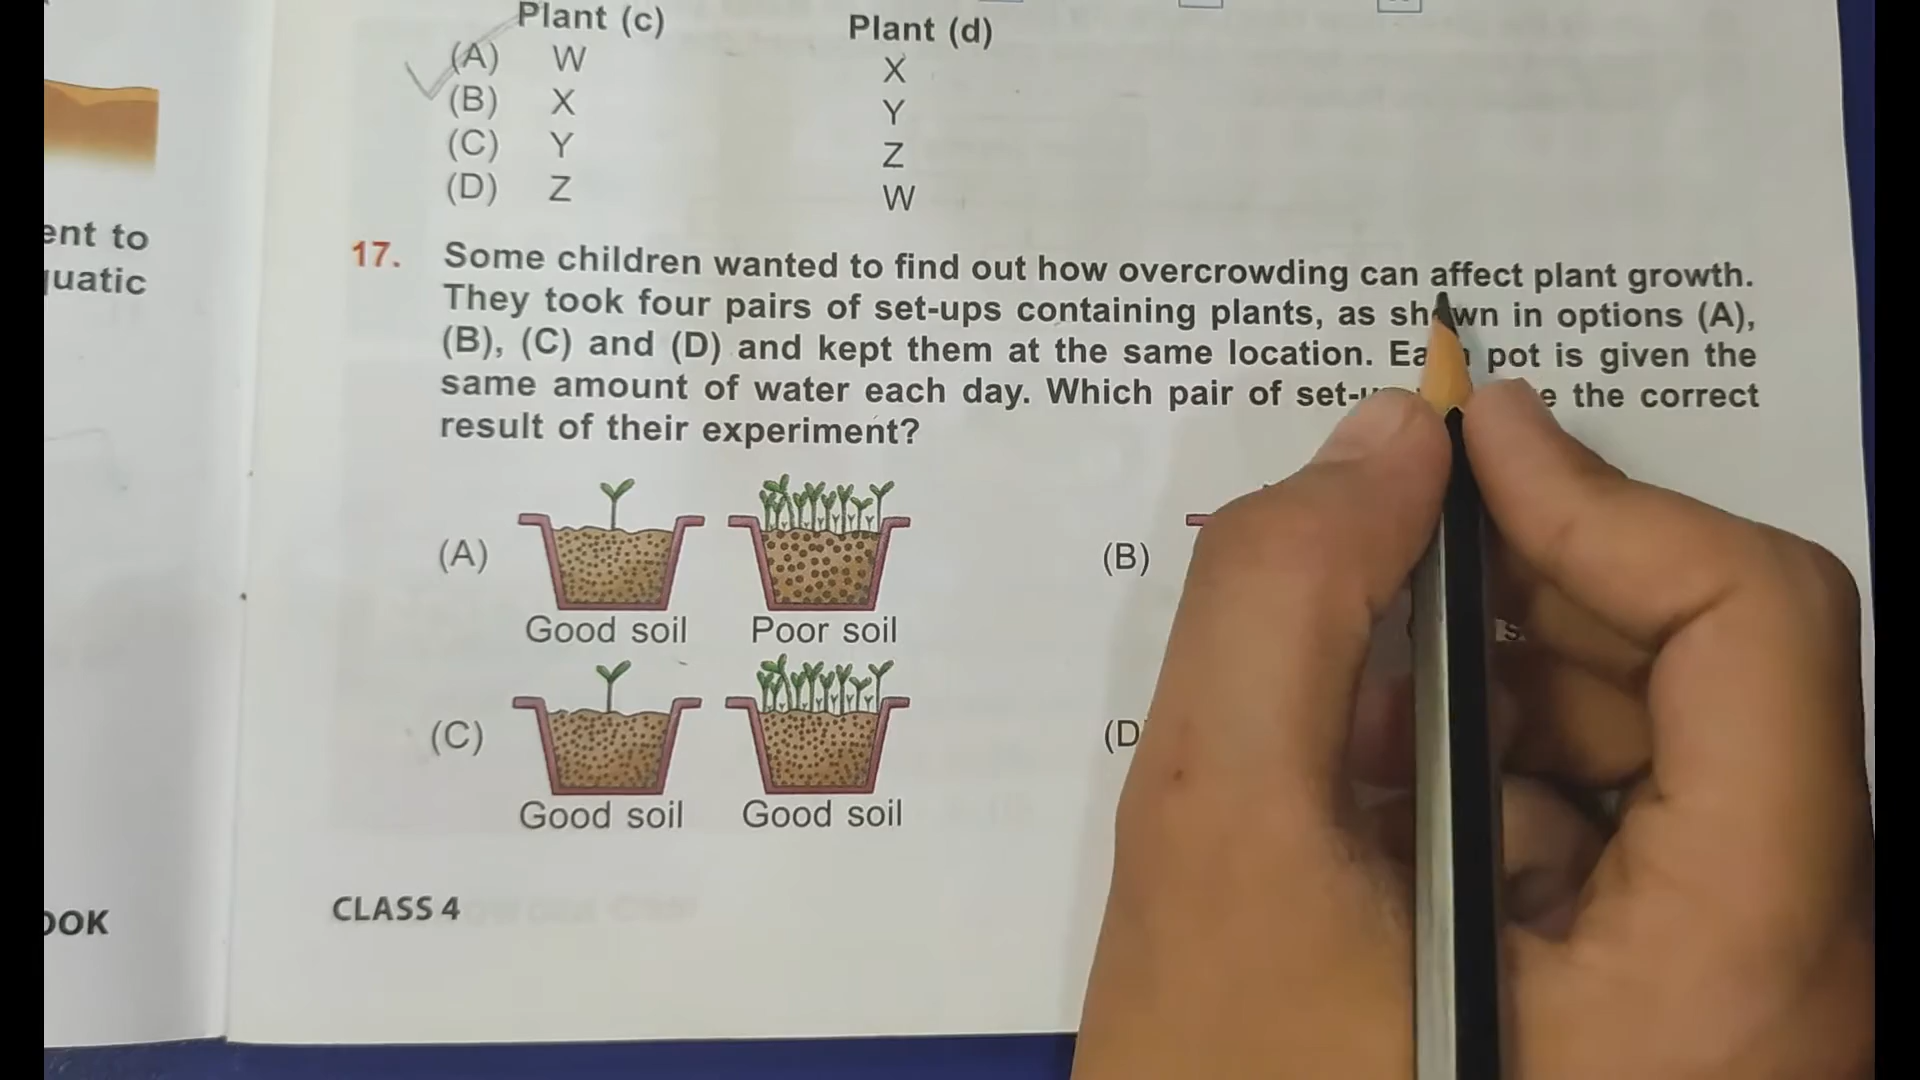 Plant (c) Plant (d)
(A) W X
(B) X Y
(C) Y Z
(D) Z W
ent to
uatic
17. Some children wanted to find out how overcrowding can affect plant growth.
They took four pairs of set-ups containing plants, as shown in options (A),
(B), (C) and (D) and kept them at the same location. Ea pot is given the
same amount of water each day. Which pair of set-u e the correct
result of their experiment?
(A) (B)
Good soil Poor soil
(C) (D
Good soil Good soil
CLASS 4
OOK